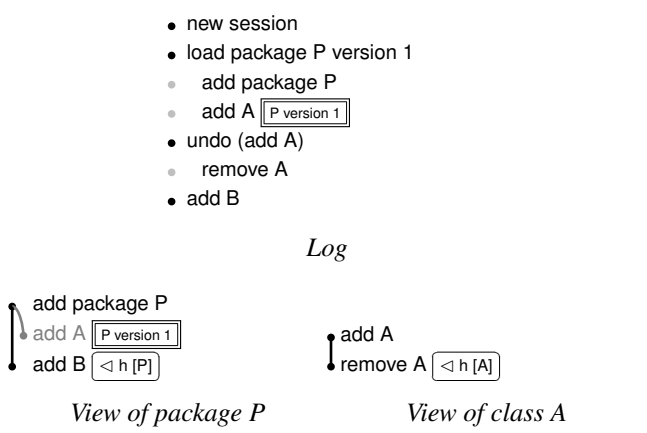 new session
load package P version 1
add package P
add A P version 1
undo (add A)
remove A
add B
Log
add package P
add A P version 1
add B ◁ h [P]
View of package P
add A
remove A ◁ h [A]
View of class A